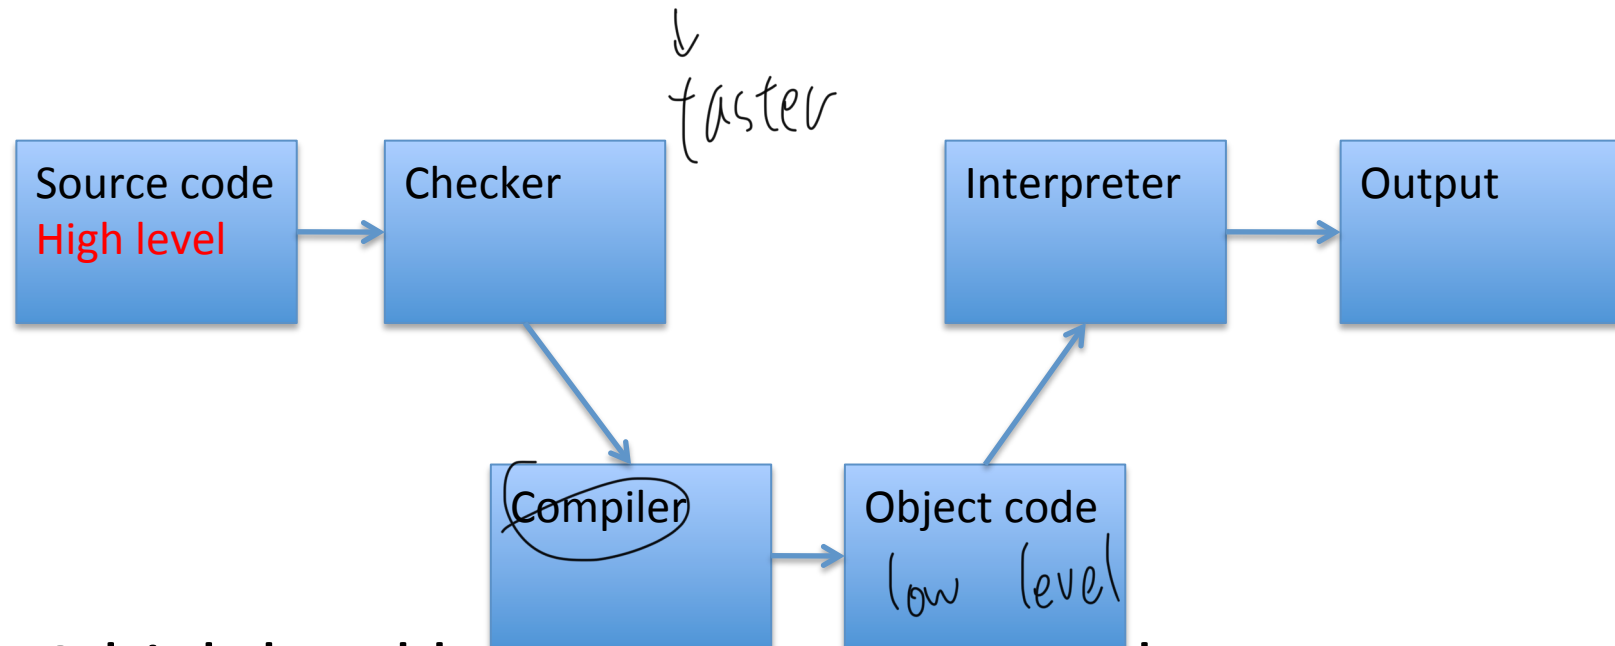 faster
Source code
High level
Checker
Interpreter
Output
Compiler
Object code
low level